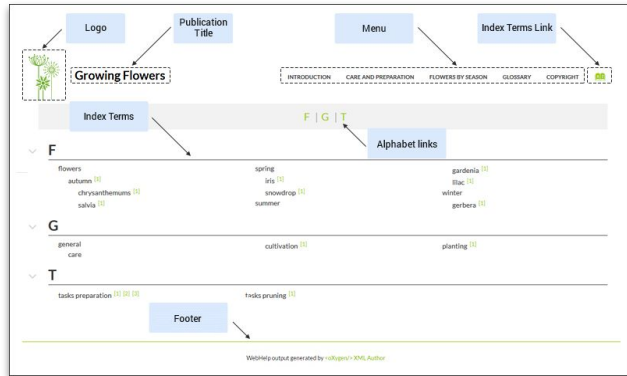 Logo
Publication
Title
Menu
Index Terms Link
Growing Flowers
INTRODUCTION CARE AND PREPARATION FLOWERS BY SEASON GLOSSARY COPYRIGHT
Index Terms
F | G | T
Alphabet links
F
flowers spring gardenia [1]
autumn [1] iris [1] lilac [1]
chrysanthemums [1] snowdrop [1] winter
salvia [1] summer gerbera [1]
G
general cultivation [1] planting [1]
care
T
tasks preparation [1] [2] [3] tasks pruning [1]
Footer
WebHelp output generated by <oXygen/> XML Author